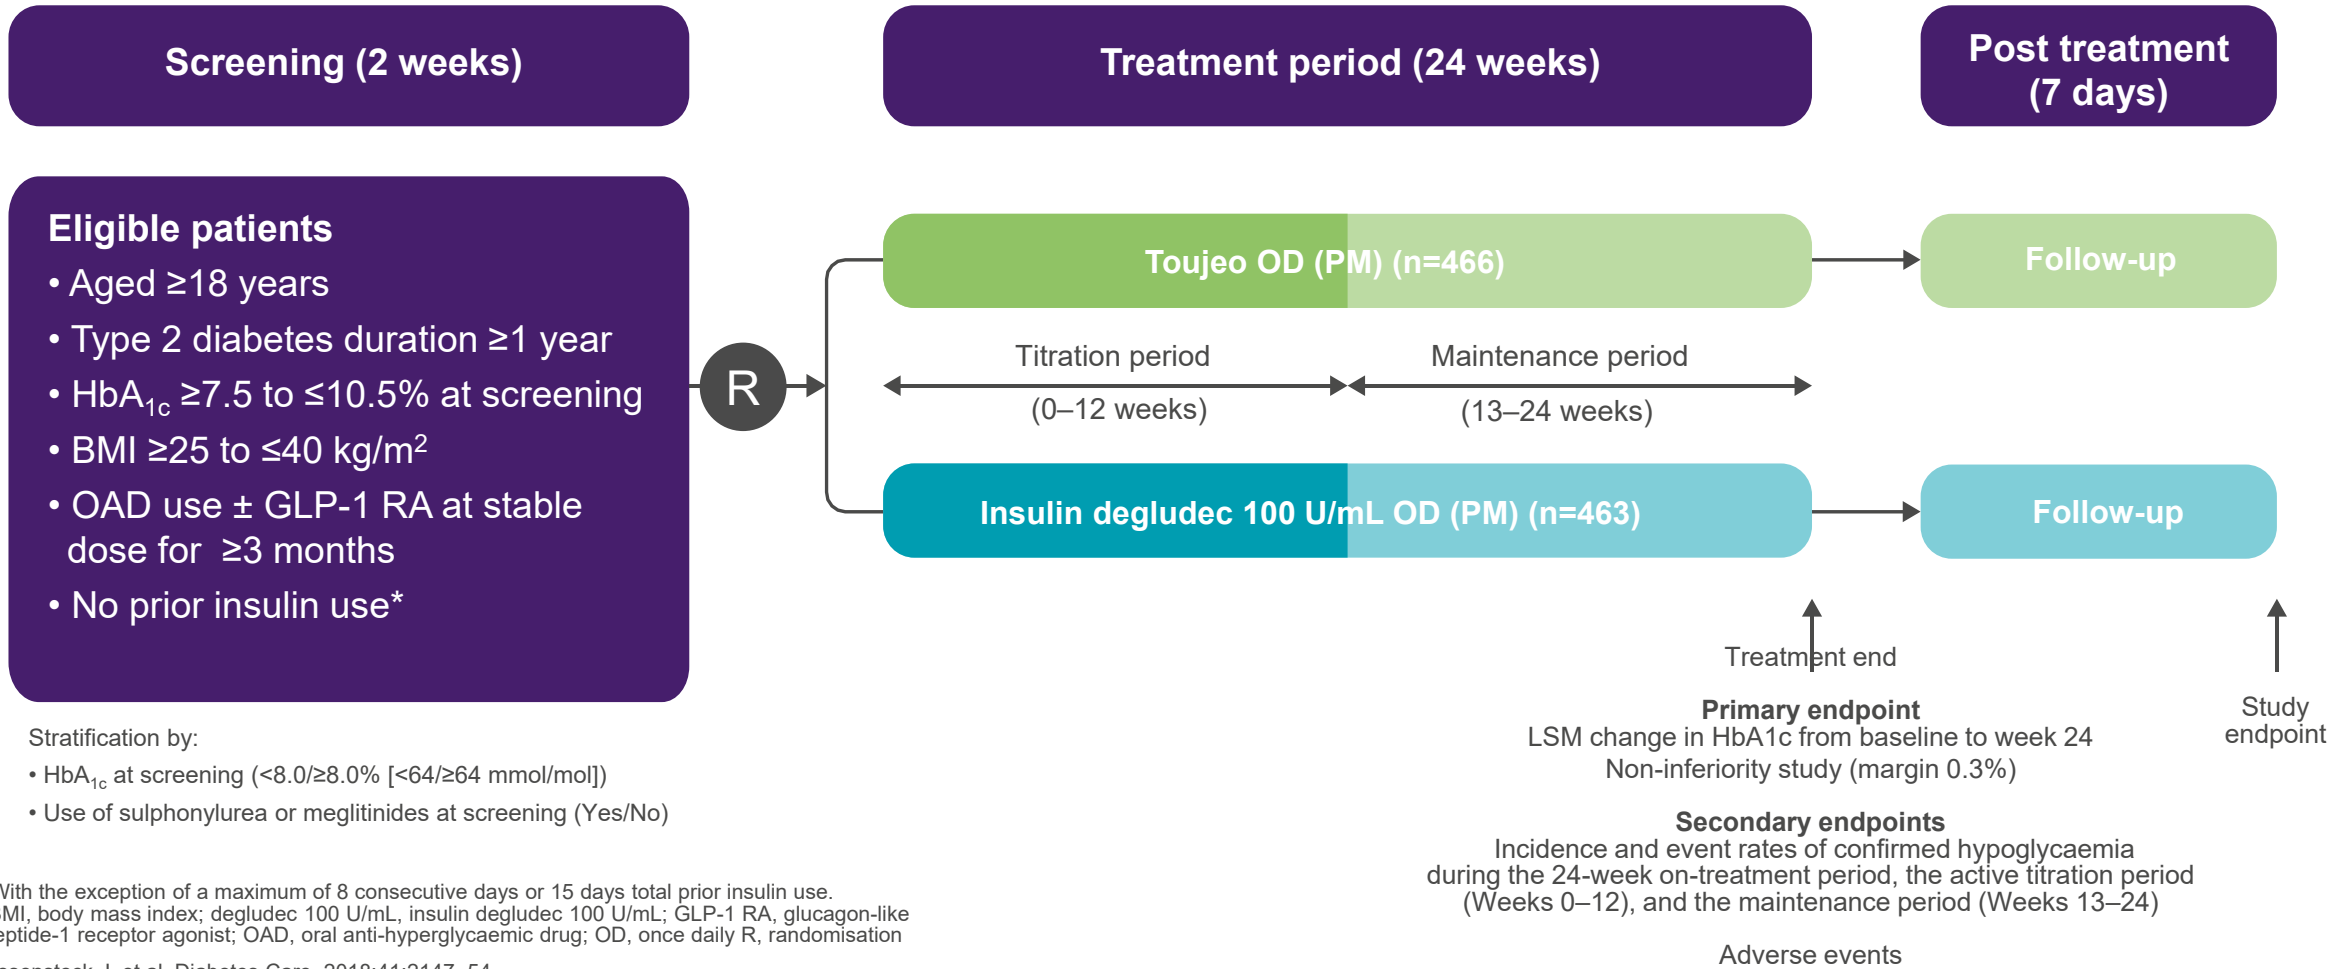 Screening (2 weeks)
Treatment period (24 weeks)
Post treatment
(7 days)
Eligible patients
• Aged ≥18 years
• Type 2 diabetes duration ≥1 year
• HbA1c ≥7.5 to ≤10.5% at screening
• BMI ≥25 to ≤40 kg/m²
• OAD use ± GLP-1 RA at stable
dose for ≥3 months
• No prior insulin use*
R
Toujeo OD (PM) (n=466)
Follow-up
Titration period
(0–12 weeks)
Maintenance period
(13–24 weeks)
Insulin degludec 100 U/mL OD (PM) (n=463)
Follow-up
Treatment end
Primary endpoint
LSM change in HbA1c from baseline to week 24
Non-inferiority study (margin 0.3%)
Secondary endpoints
Incidence and event rates of confirmed hypoglycaemia
during the 24-week on-treatment period, the active titration period
(Weeks 0–12), and the maintenance period (Weeks 13–24)
Adverse events
Study
endpoint
Stratification by:
• HbA1c at screening (<8.0/≥8.0% [<64/≥64 mmol/mol])
• Use of sulphonylurea or meglitinides at screening (Yes/No)
With the exception of a maximum of 8 consecutive days or 15 days total prior insulin use.
BMI, body mass index; degludec 100 U/mL, insulin degludec 100 U/mL; GLP-1 RA, glucagon-like
eptide-1 receptor agonist; OAD, oral anti-hyperglycaemic drug; OD, once daily R, randomisation